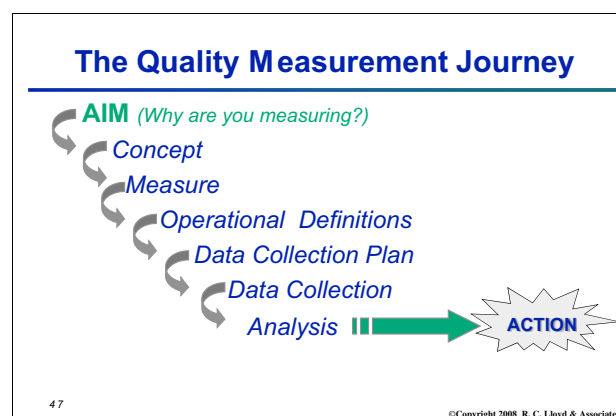 The Quality Measurement Journey
AIM (Why are you measuring?)
Concept
Measure
Operational Definitions
Data Collection Plan
Data Collection
Analysis
ACTION
47
©Copyright 2008 R. C. Lloyd &